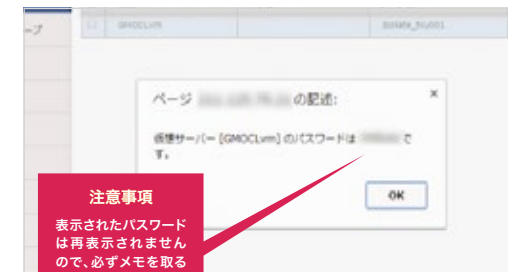 ープ
12 GMOCLvm Isolate_NU001
ページ の記述:
×
仮想サーバー [GMOCLvm] のパスワードは で
す。
OK
注意事項
表示されたパスワード
は再表示されません
ので、必ずメモを取る